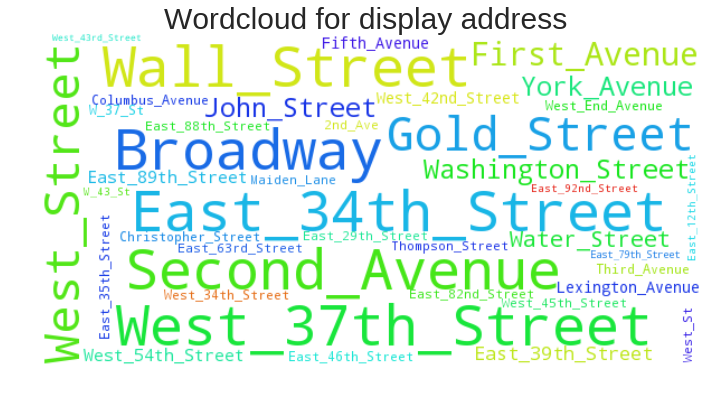 Wordcloud for display address
West_43rd_Street
Fifth_Avenue
Wall_Street
First_Avenue
York_Avenue
Columbus_Avenue
John_Street
West_42nd_Street
West_End_Avenue
W_37_St
East_88th_Street
2nd_Ave
Gold_Street
Broadway
Washington_Street
East_89th_Street
Maiden_Lane
East_92nd_Street
W_43_St
East_34th_Street
East_12th_Street
West_Street
Christopher_Street
East_29th_Street
Water_Street
East_63rd_Street
Thompson_Street
East_79th_Street
East_35th_Street
Second_Avenue
Third_Avenue
West_34th_Street
East_82nd_Street
Lexington_Avenue
West_45th_Street
West_37th_Street
West_St
West_54th_Street
East_46th_Street
East_39th_Street